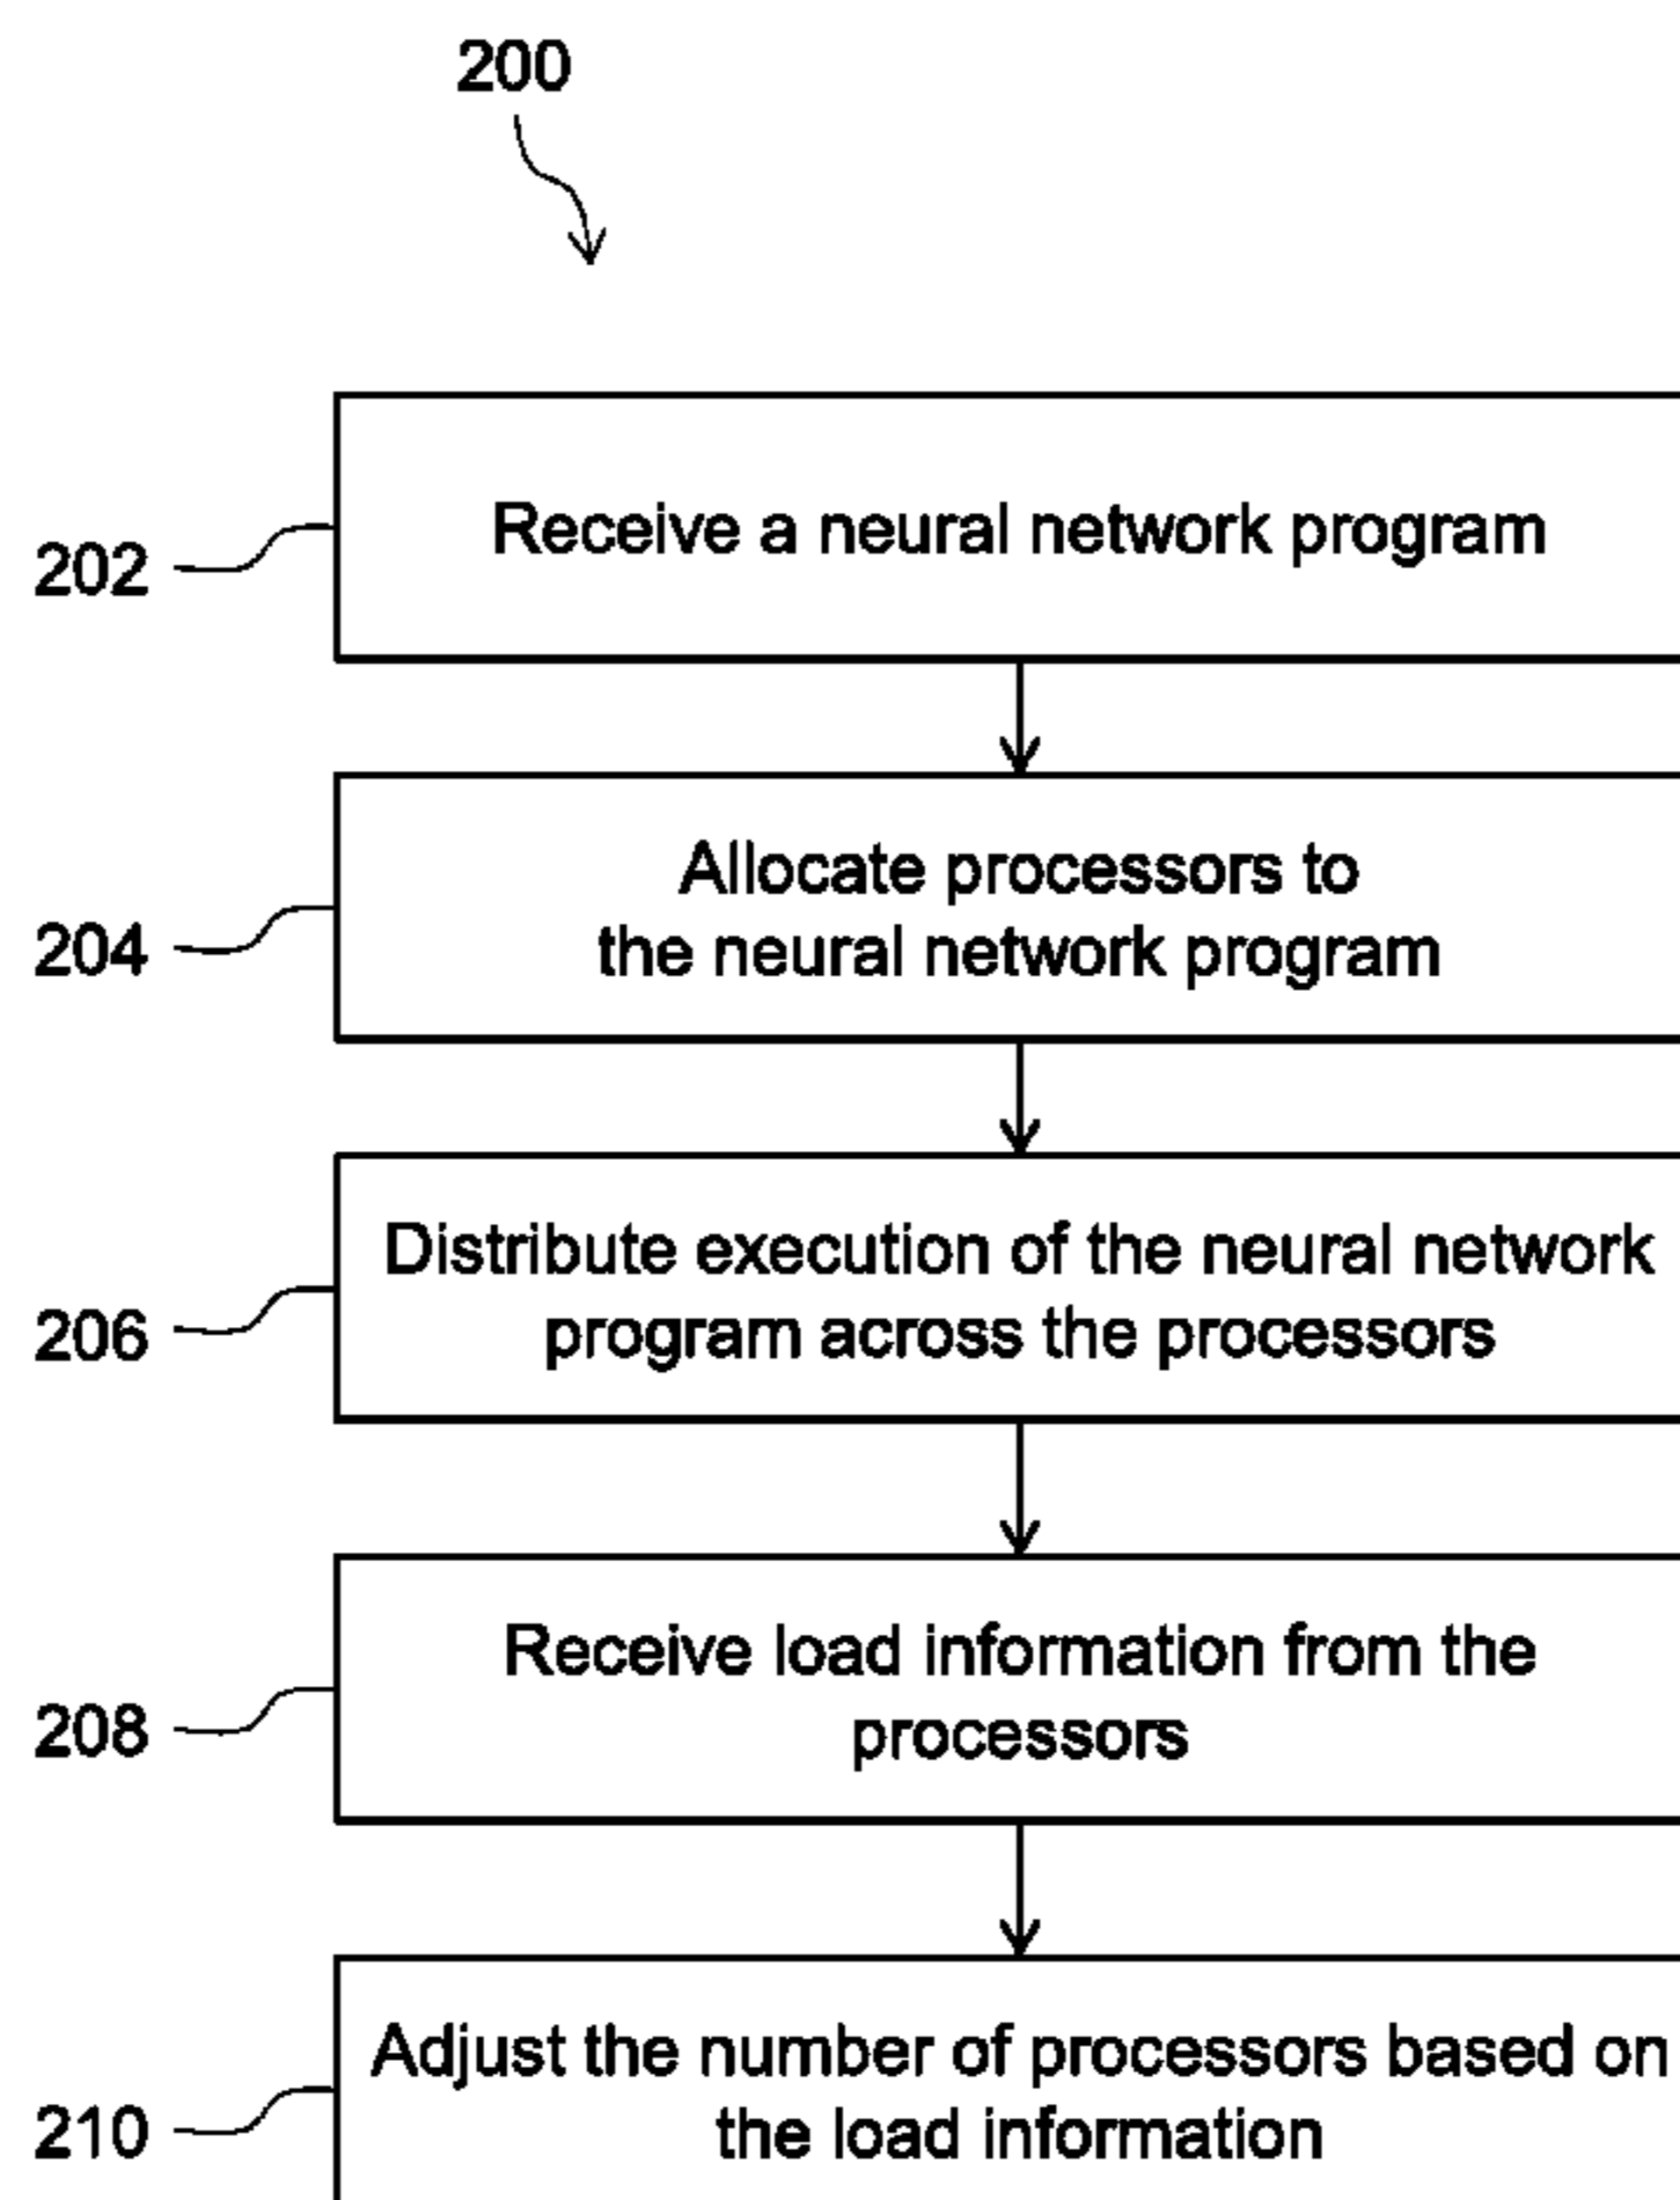 200
202
Receive a neural network program
204
Allocate processors to
the neural network program
206
Distribute execution of the neural network
program across the processors
208
Receive load information from the
processors
210
Adjust the number of processors based on
the load information